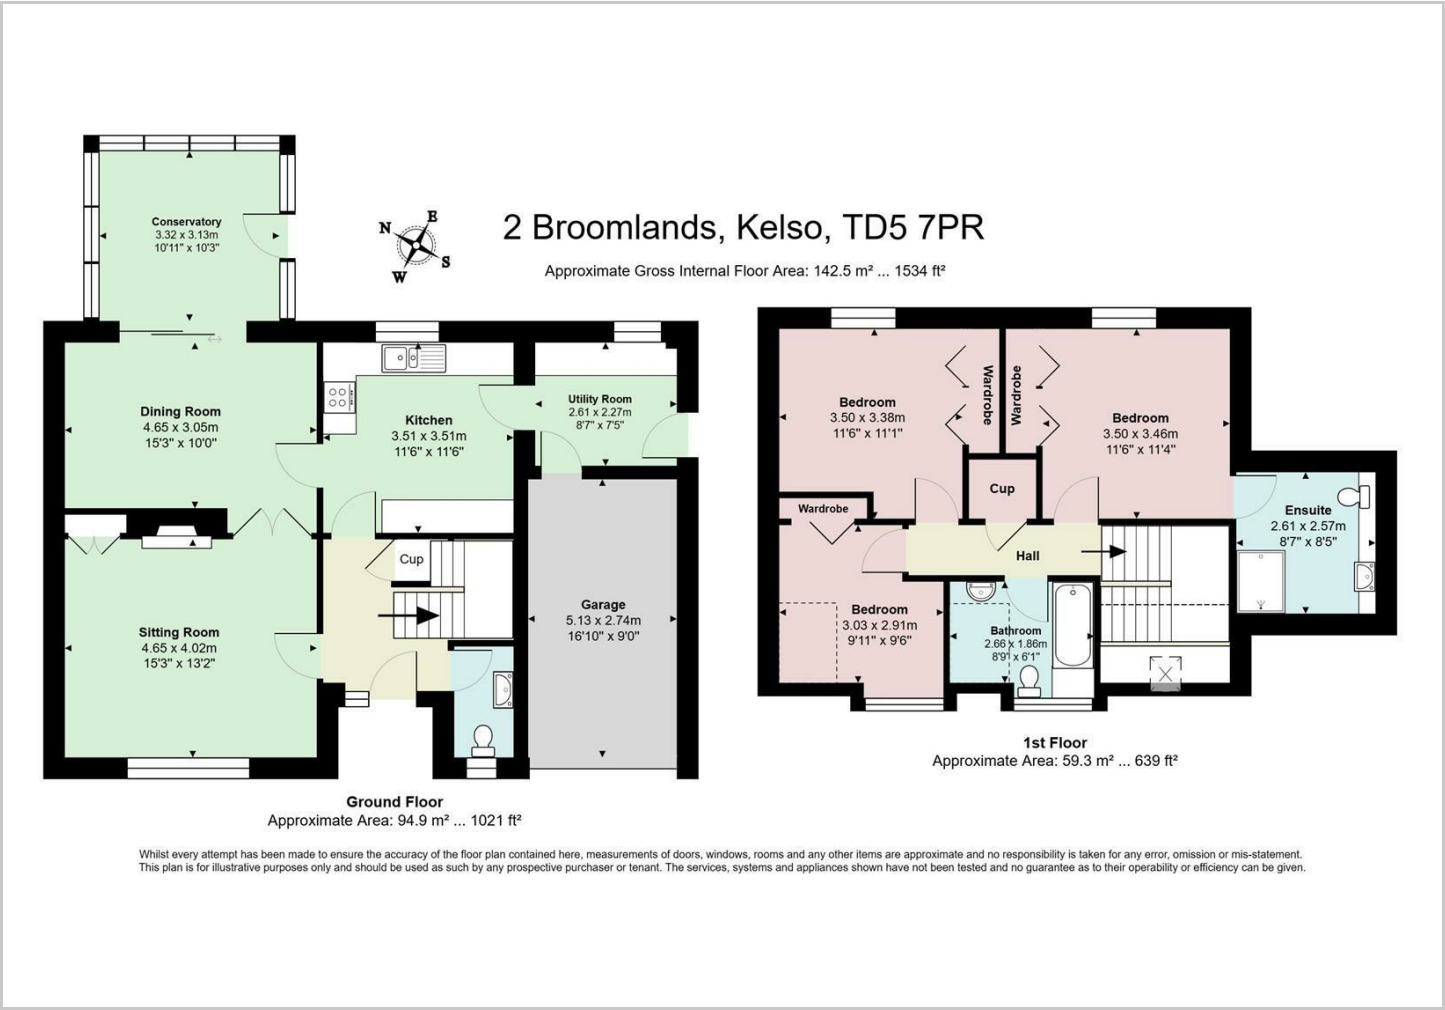 2 Broomlands, Kelso, TD5 7PR
Approximate Gross Internal Floor Area: 142.5 m² ... 1534 ft²
N
E
S
W
Conservatory
3.32 x 3.13m
10'11" x 10'3"
Dining Room
4.65 x 3.05m
15'3" x 10'0"
Kitchen
3.51 x 3.51m
11'6" x 11'6"
Utility Room
2.61 x 2.27m
8'7" x 7'5"
Cup
Sitting Room
4.65 x 4.02m
15'3" x 13'2"
Garage
5.13 x 2.74m
16'10" x 9'0"
Ground Floor
Approximate Area: 94.9 m² ... 1021 ft²
Bedroom
3.50 x 3.38m
11'6" x 11'1"
Wardrobe
Wardrobe
Bedroom
3.50 x 3.46m
11'6" x 11'4"
Cup
Wardrobe
Ensuite
2.61 x 2.57m
8'7" x 8'5"
Hall
Bedroom
3.03 x 2.91m
9'11" x 9'6"
Bathroom
2.66 x 1.86m
8'9" x 6'1"
1st Floor
Approximate Area: 59.3 m² ... 639 ft²
Whilst every attempt has been made to ensure the accuracy of the floor plan contained here, measurements of doors, windows, rooms and any other items are approximate and no responsibility is taken for any error, omission or mis-statement.
This plan is for illustrative purposes only and should be used as such by any prospective purchaser or tenant. The services, systems and appliances shown have not been tested and no guarantee as to their operability or efficiency can be given.